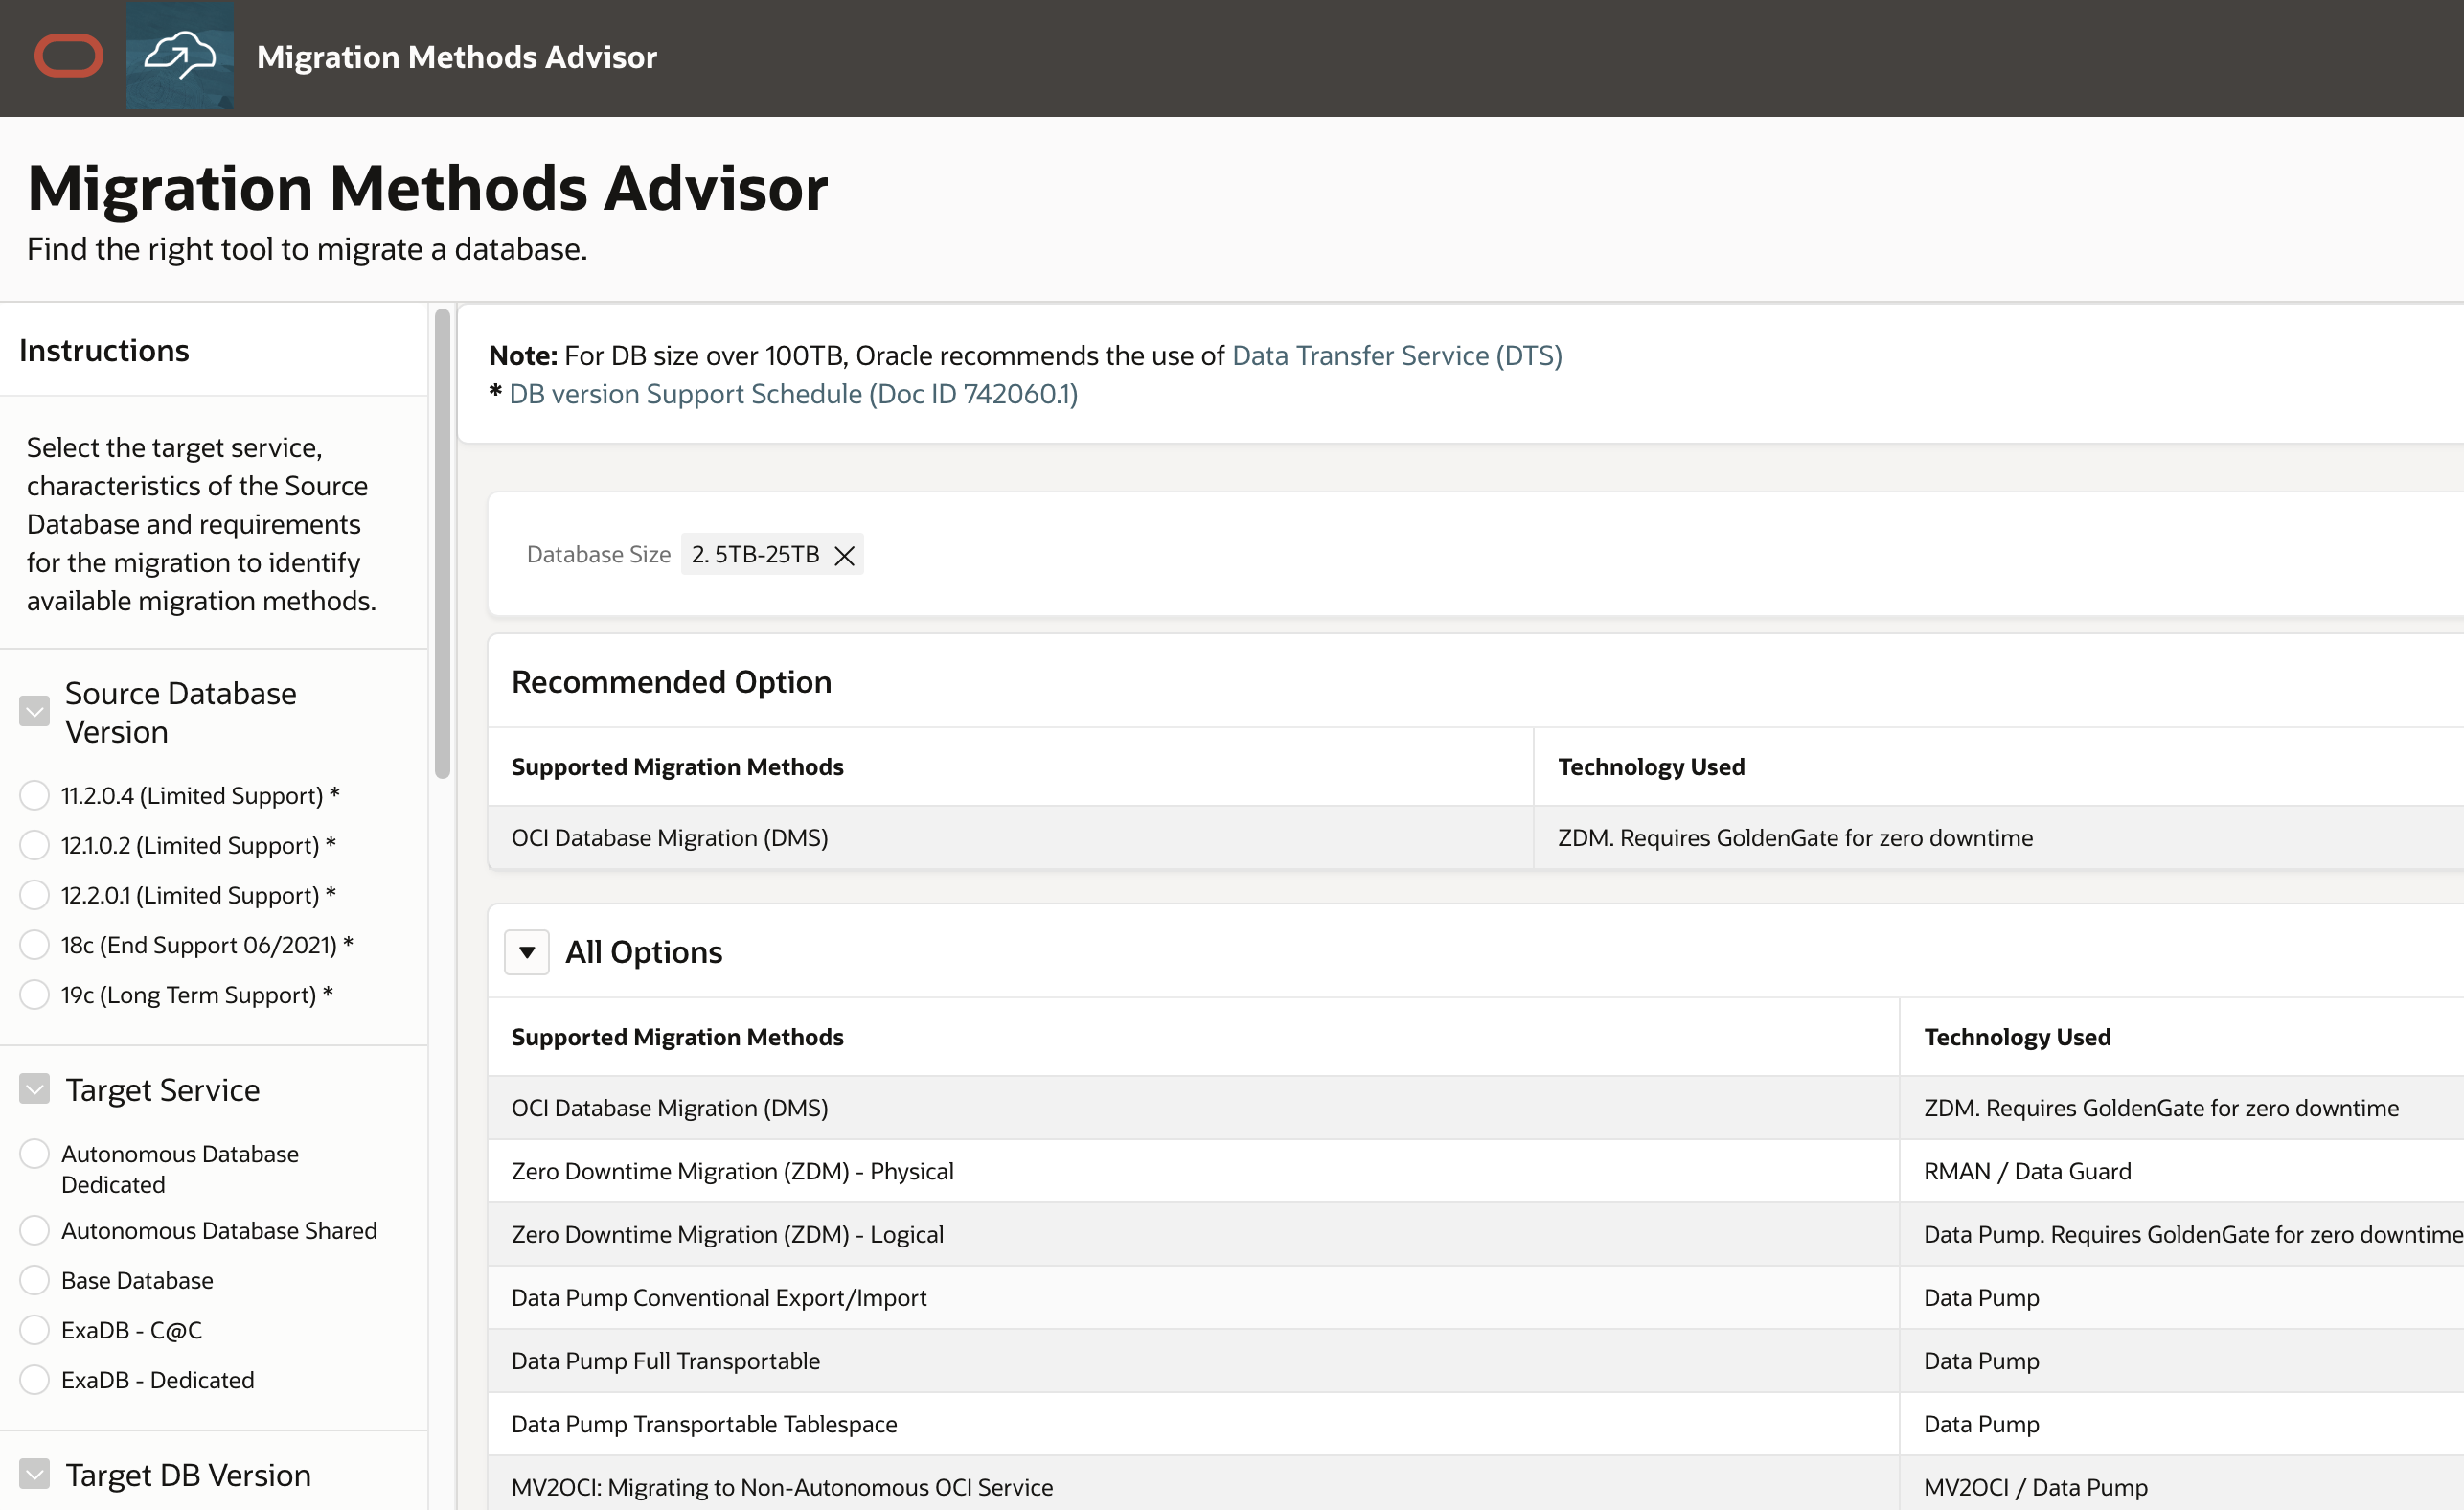 Migration Methods Advisor
Migration Methods Advisor
Find the right tool to migrate a database.
Instructions
Select the target service,
characteristics of the Source
Database and requirements
for the migration to identify
available migration methods.
Source Database
Version
11.2.0.4 (Limited Support) *
12.1.0.2 (Limited Support) *
12.2.0.1 (Limited Support) *
18c (End Support 06/2021) *
19c (Long Term Support) *
Target Service
Autonomous Database
Dedicated
Autonomous Database Shared
Base Database
ExaDB - C@C
ExaDB - Dedicated
Target DB Version
Note: For DB size over 100TB, Oracle recommends the use of Data Transfer Service (DTS)
* DB version Support Schedule (Doc ID 742060.1)
Database Size 2. 5TB-25TB
Recommended Option
Supported Migration Methods Technology Used
OCI Database Migration (DMS) ZDM. Requires GoldenGate for zero downtime
All Options
Supported Migration Methods Technology Used
OCI Database Migration (DMS) ZDM. Requires GoldenGate for zero downtime
Zero Downtime Migration (ZDM) - Physical RMAN / Data Guard
Zero Downtime Migration (ZDM) - Logical Data Pump. Requires GoldenGate for zero downtime
Data Pump Conventional Export/Import Data Pump
Data Pump Full Transportable Data Pump
Data Pump Transportable Tablespace Data Pump
MV2OCI: Migrating to Non-Autonomous OCI Service MV2OCI / Data Pump